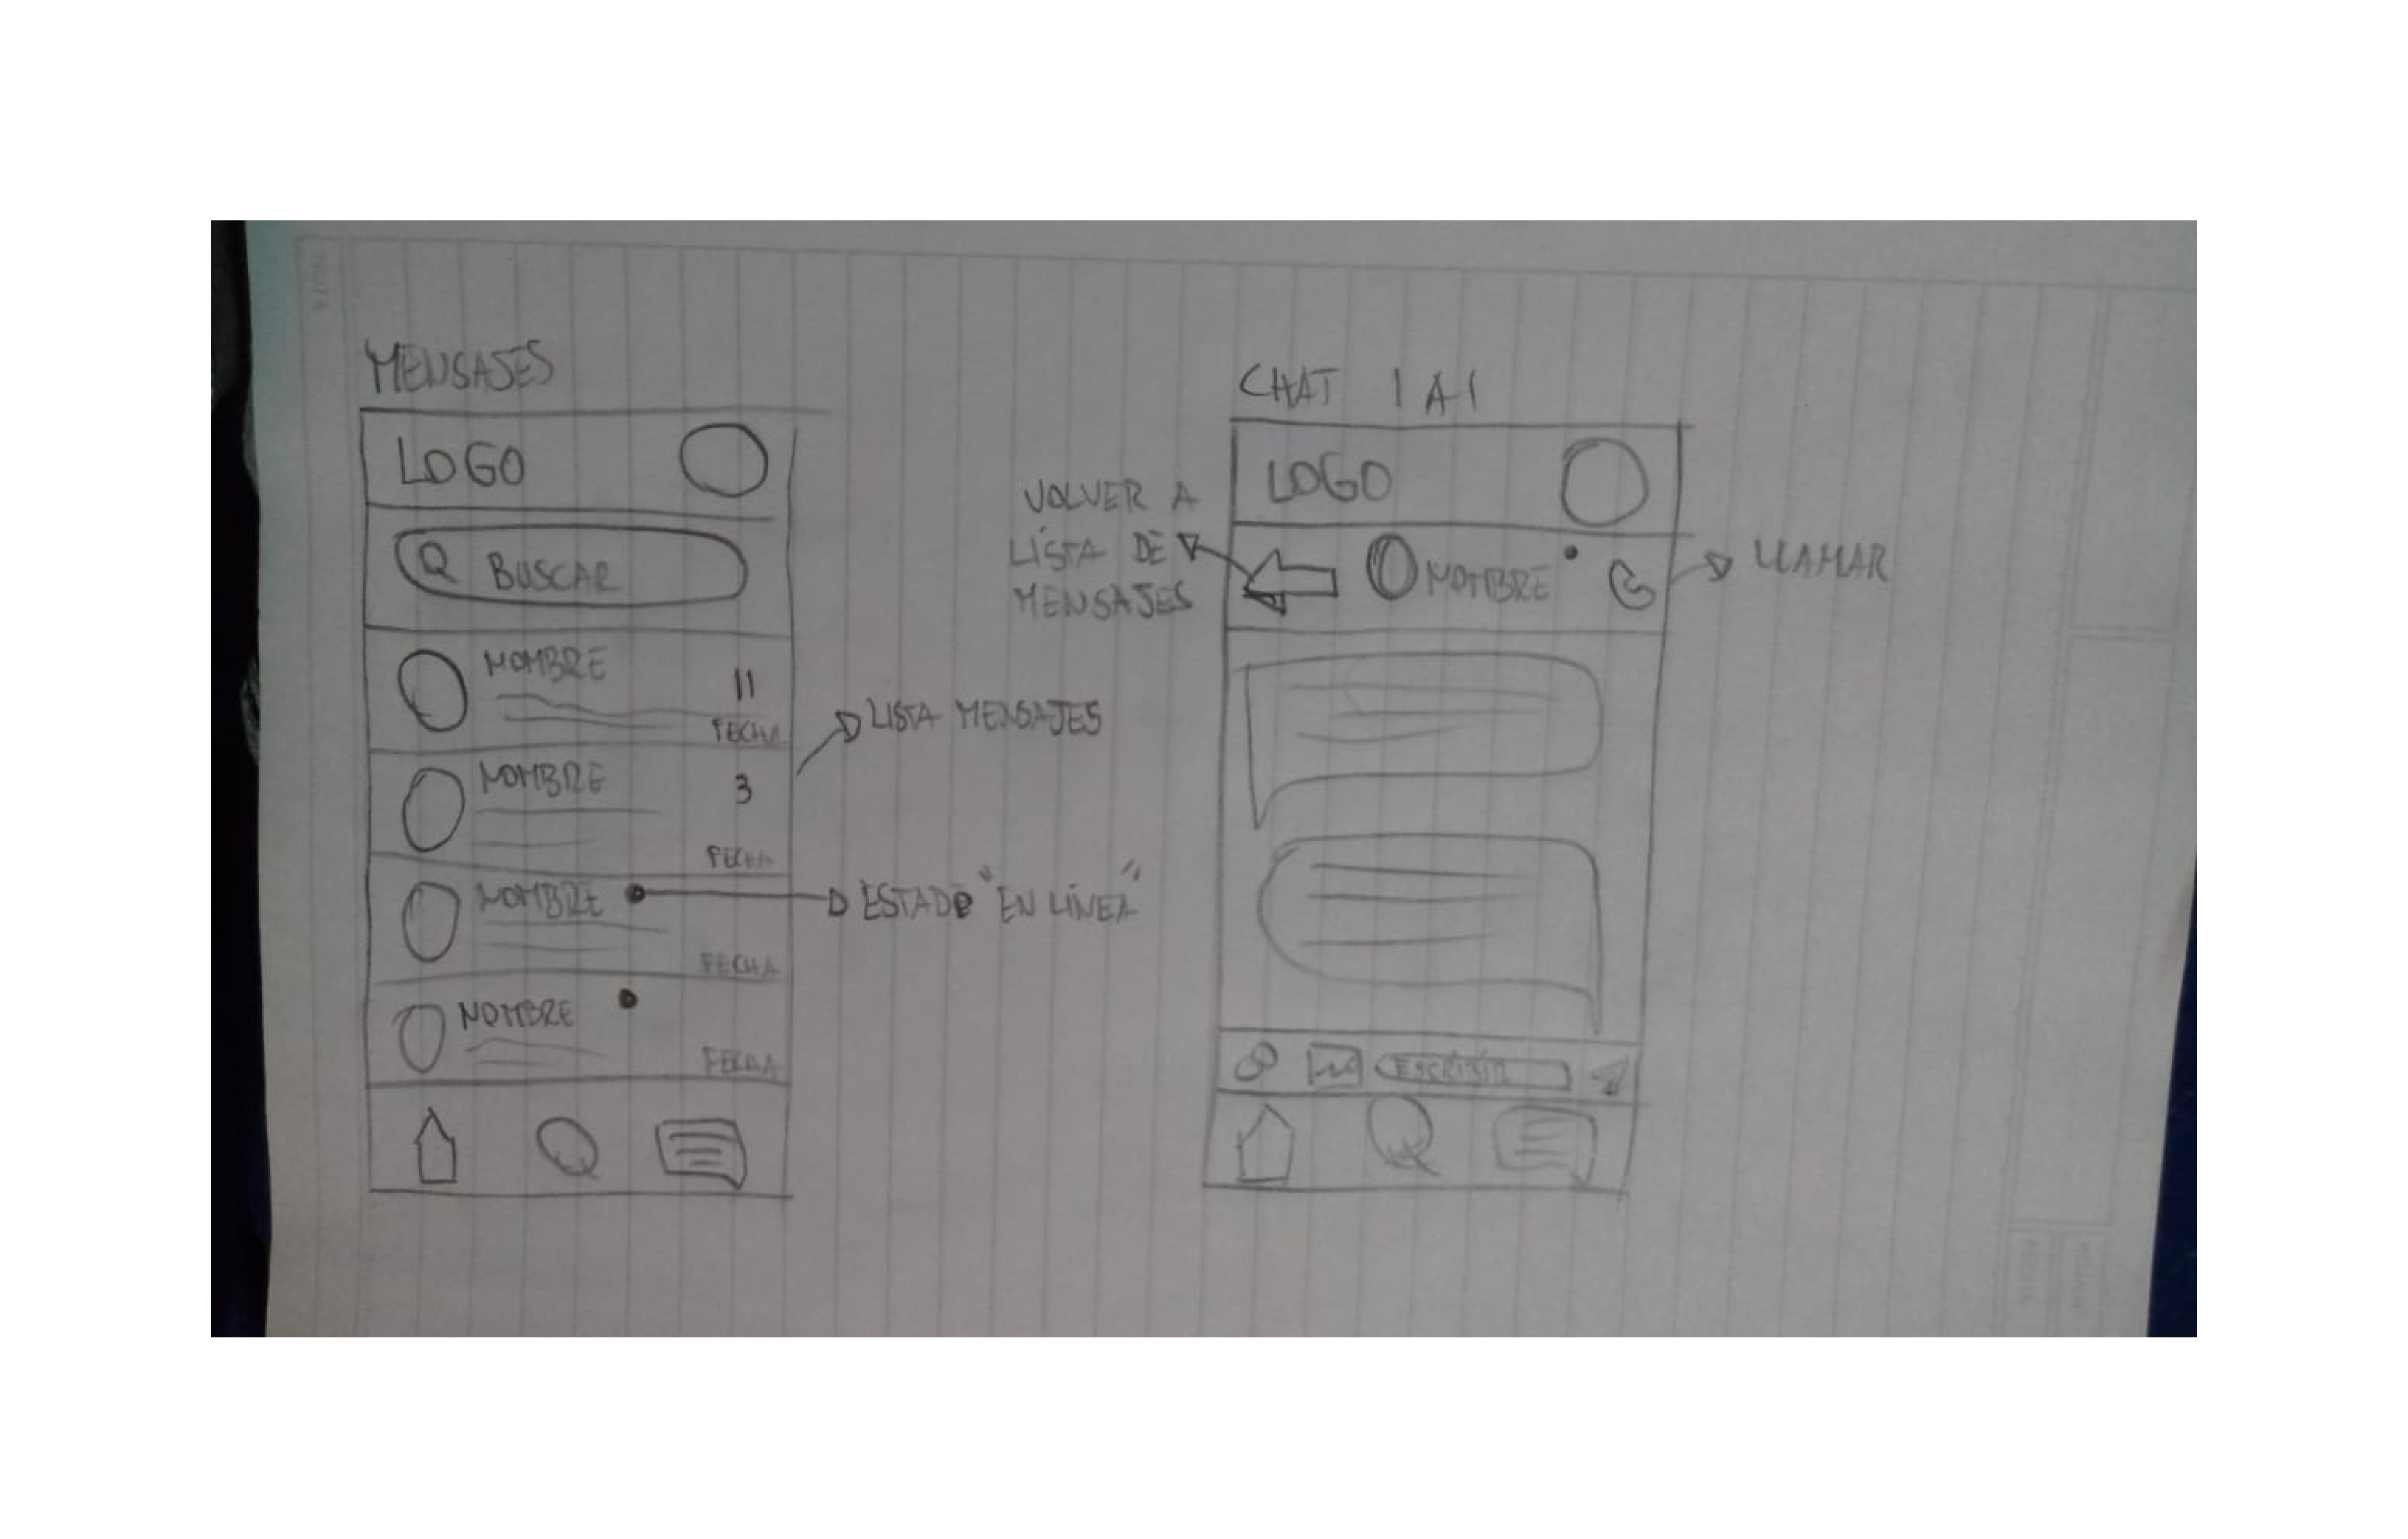 MENSAJES
LOGO
BUSCAR
NOMBRE
11
FECHA
NOMBRE
3
FECHA
NOMBRE
FECHA
NOMBRE
FECHA
LISTA MENSAJES
ESTADO "EN LÍNEA"
CHAT 1 A 1
LOGO
VOLVER A
LISTA DE
MENSAJES
NOMBRE
LLAMAR
ESCRIBIR